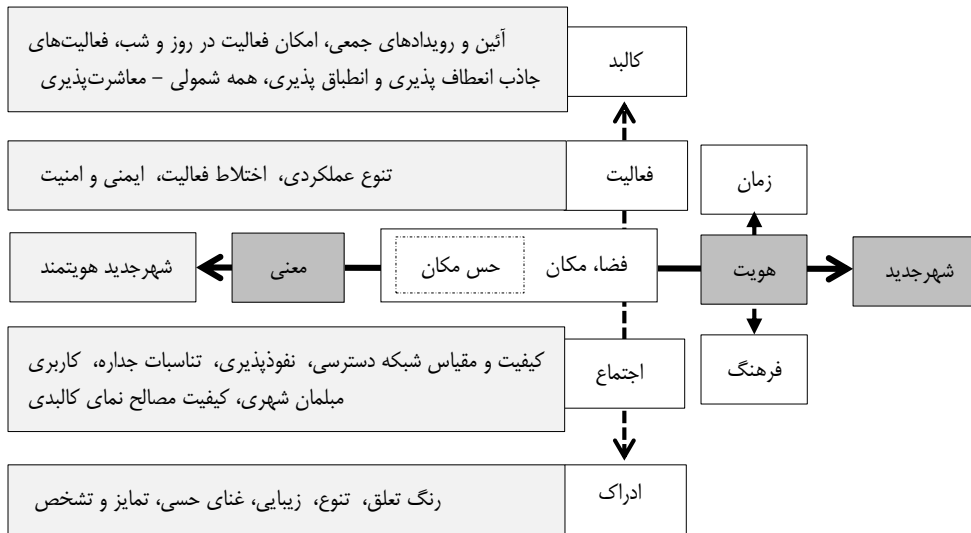 کالبد
آئین و رویدادهای جمعی، امکان فعالیت در روز و شب، فعالیت‌های
جاذب انعطاف پذیری و انطباق پذیری، همه شمولی – معاشرت‌پذیری
فعالیت
تنوع عملکردی، اختلاط فعالیت، ایمنی و امنیت
زمان
شهرجدید
هویت
فضا، مکان
حس مکان
معنی
شهرجدید هویتمند
فرهنگ
اجتماع
کیفیت و مقیاس شبکه دسترسی، نفوذپذیری، تناسبات جداره، کاربری
مبلمان شهری، کیفیت مصالح نمای کالبدی
ادراک
رنگ تعلق، تنوع، زیبایی، غنای حسی، تمایز و تشخص